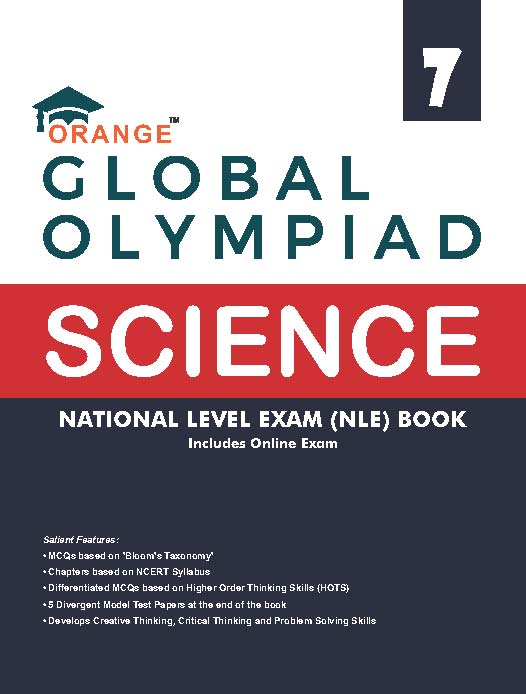 7
ORANGE™
GLOBAL
OLYMPIAD
SCIENCE
NATIONAL LEVEL EXAM (NLE) BOOK
Includes Online Exam
Salient Features:
• MCQs based on 'Bloom's Taxonomy'
• Chapters based on NCERT Syllabus
• Differentiated MCQs based on Higher Order Thinking Skills (HOTS)
• 5 Divergent Model Test Papers at the end of the book
• Develops Creative Thinking, Critical Thinking and Problem Solving Skills